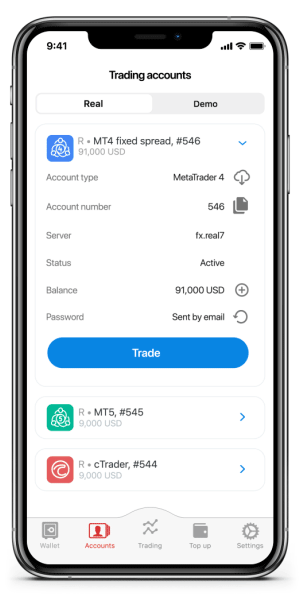 9:41
Trading accounts
Real Demo
R • MT4 fixed spread, #546
91,000 USD
Account type MetaTrader 4
Account number 546
Server fx.real7
Status Active
Balance 91,000 USD
Password Sent by email
Trade
R • MT5, #545
9,000 USD
R • cTrader, #544
9,000 USD
Wallet Accounts Trading Top up Settings